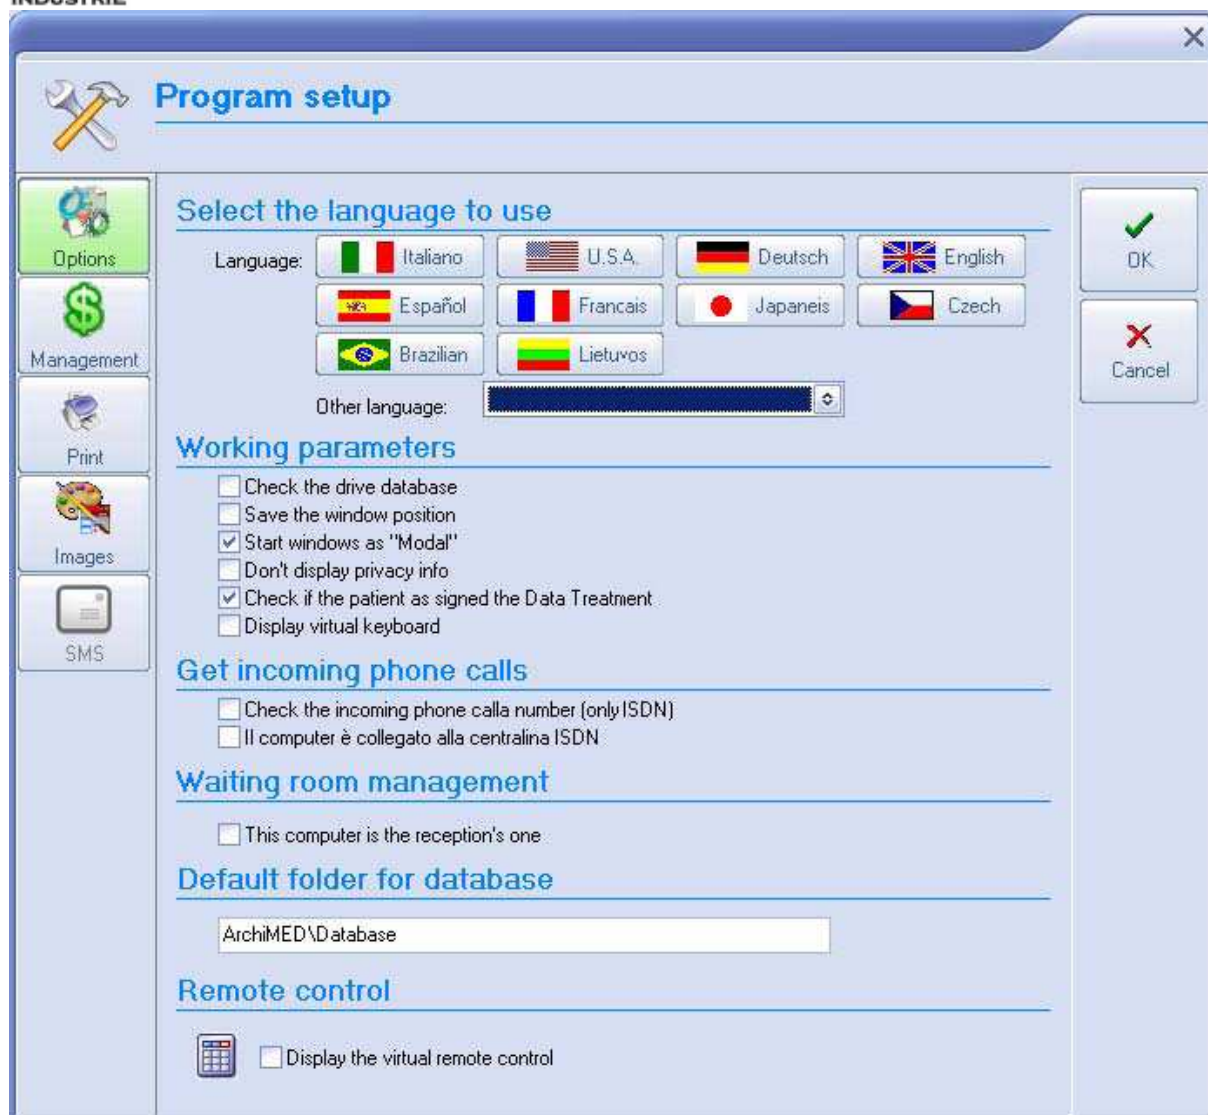 INDUSTRIE
Program setup
Options
Management
Print
Images
SMS
Select the language to use
Language: Italiano U.S.A. Deutsch English
Español Francais Japaneis Czech
Brazilian Lietuvos
Other language:
Working parameters
Check the drive database
Save the window position
Start windows as "Modal"
Don't display privacy info
Check if the patient as signed the Data Treatment
Display virtual keyboard
Get incoming phone calls
Check the incoming phone calla number (only ISDN)
Il computer è collegato alla centralina ISDN
Waiting room management
This computer is the reception's one
Default folder for database
ArchiMED\Database
Remote control
Display the virtual remote control
OK
Cancel